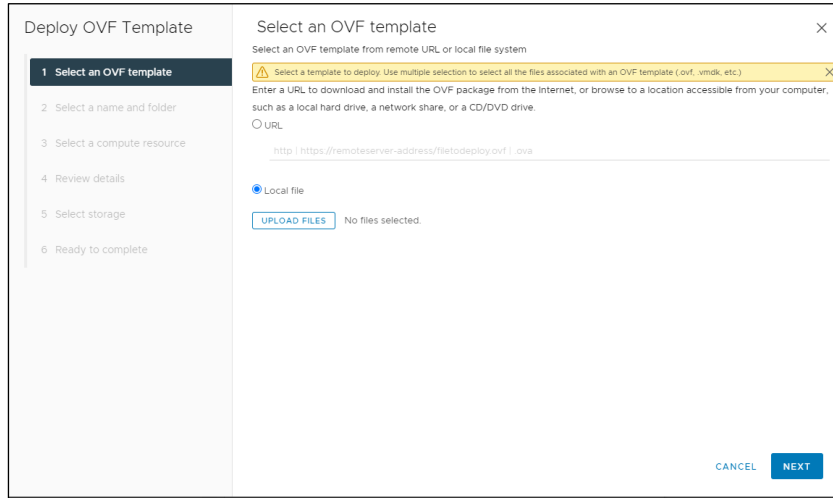 Deploy OVF Template
1 Select an OVF template
2 Select a name and folder
3 Select a compute resource
4 Review details
5 Select storage
6 Ready to complete
Select an OVF template
Select an OVF template from remote URL or local file system
Select a template to deploy. Use multiple selection to select all the files associated with an OVF template (.ovf, .vmdk, etc.)
Enter a URL to download and install the OVF package from the Internet, or browse to a location accessible from your computer,
such as a local hard drive, a network share, or a CD/DVD drive.
URL
http | https://remoteserver-address/filetodeploy.ovf | .ova
Local file
UPLOAD FILES No files selected.
CANCEL NEXT